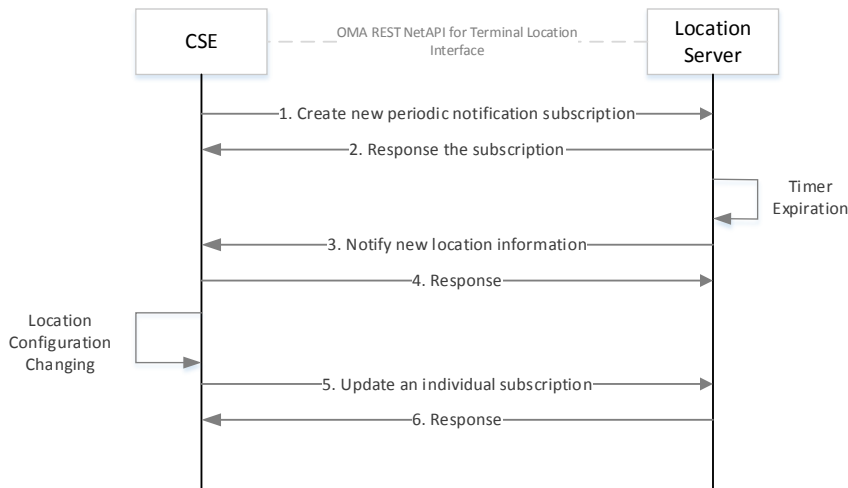 CSE
OMA REST NetAPI for Terminal Location
Interface
Location
Server
1. Create new periodic notification subscription
2. Response the subscription
Timer
Expiration
3. Notify new location information
4. Response
Location
Configuration
Changing
5. Update an individual subscription
6. Response